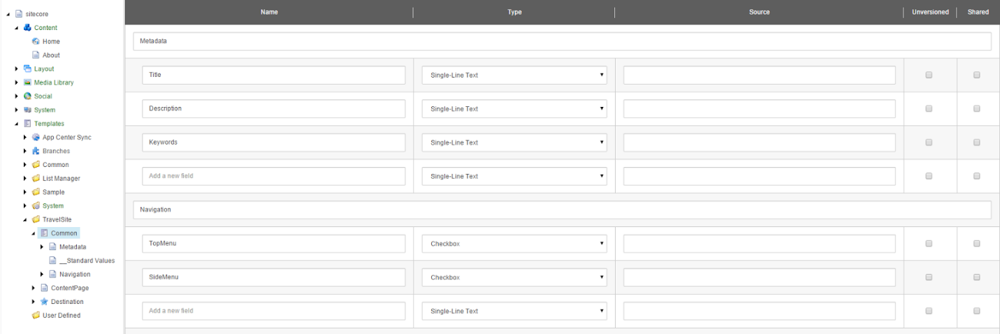 sitecore
Content
Home
About
Layout
Media Library
Social
System
Templates
App Center Sync
Branches
Common
List Manager
Sample
System
TravelSite
Common
Metadata
__Standard Values
Navigation
ContentPage
Destination
User Defined
Name Type Source Unversioned Shared
Metadata
Title Single-Line Text
Description Single-Line Text
Keywords Single-Line Text
Add a new field Single-Line Text
Navigation
TopMenu Checkbox
SideMenu Checkbox
Add a new field Single-Line Text